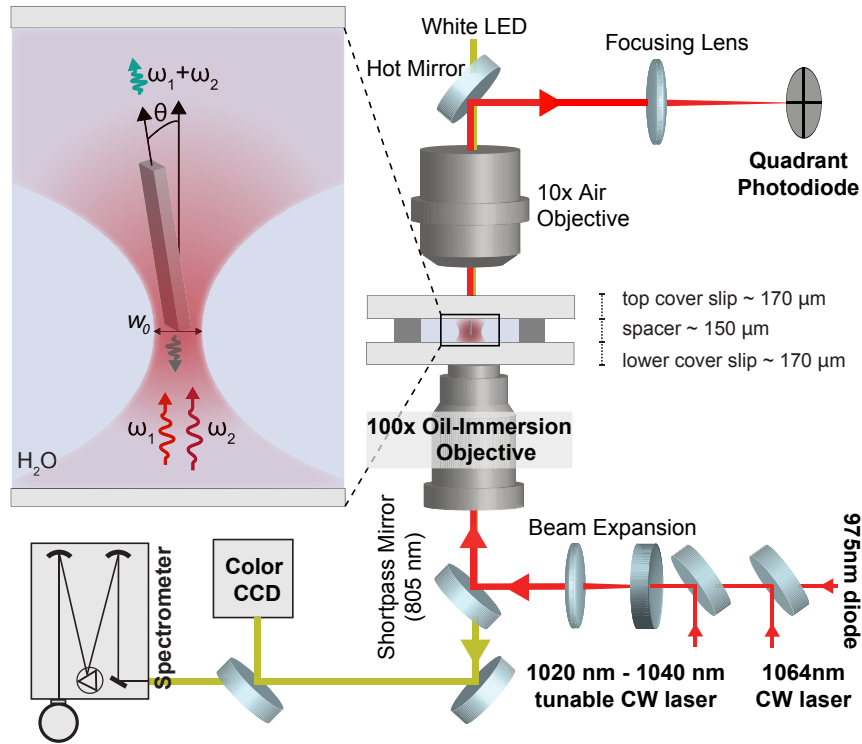 White LED
Focusing Lens
Hot Mirror
ω1+ω2
θ
Quadrant
Photodiode
10x Air
Objective
top cover slip ~ 170 μm
spacer ~ 150 μm
lower cover slip ~ 170 μm
w0
ω1
ω2
H2O
100x Oil-Immersion
Objective
Beam Expansion
975nm diode
Shortpass Mirror
(805 nm)
Color
CCD
Spectrometer
1020 nm - 1040 nm
tunable CW laser
1064nm
CW laser